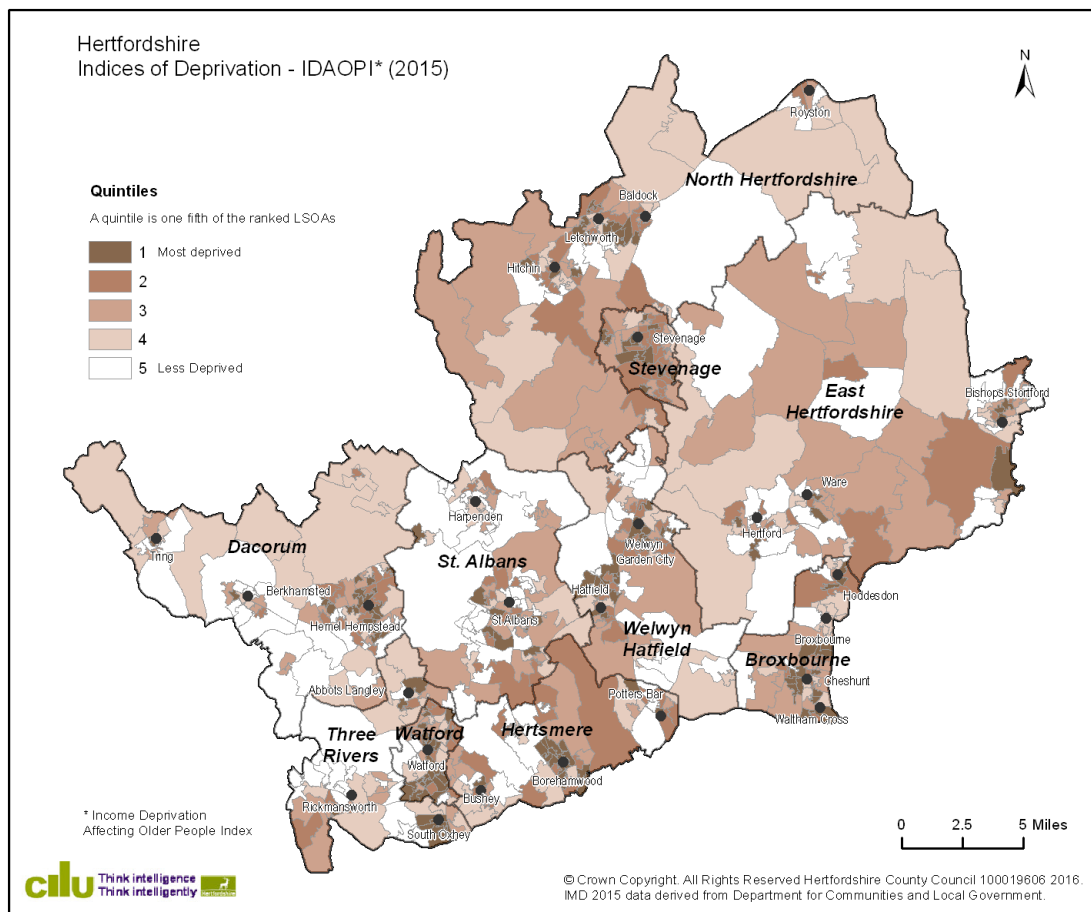 Hertfordshire
Indices of Deprivation - IDAOPI* (2015)
N
Quintiles
A quintile is one fifth of the ranked LSOAs
1 Most deprived
2
3
4
5 Less Deprived
Royston
North Hertfordshire
Baldock
Letchworth
Hitchin
Stevenage
Stevenage
East
Hertfordshire
Bishops Stortford
Ware
Hertford
Harpenden
Welwyn
Garden City
Tring
Dacorum
St. Albans
Hatfield
Hoddesdon
Berkhamsted
Hemel Hempstead
St Albans
Welwyn
Hatfield
Broxbourne
Broxbourne
Cheshunt
Abbots Langley
Potters Bar
Waltham Cross
Three
Rivers
Watford
Hertsmere
Watford
Borehamwood
Rickmansworth
Bushey
South Oxhey
* Income Deprivation
Affecting Older People Index
0 2.5 5 Miles
cilu Think intelligence
Think intelligently
Hertfordshire
© Crown Copyright. All Rights Reserved Hertfordshire County Council 100019606 2016.
IMD 2015 data derived from Department for Communities and Local Government.